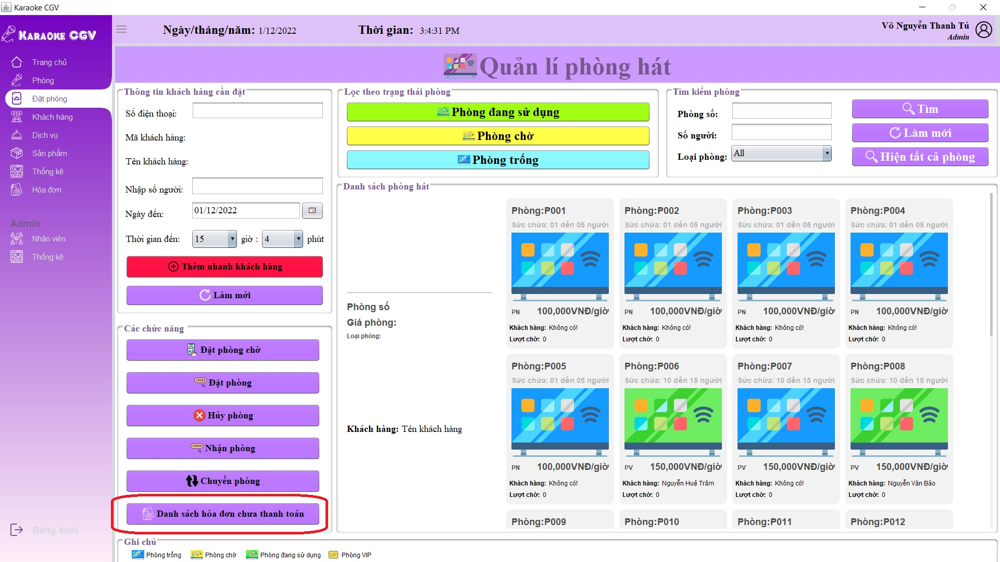 Karaoke CGV
KARAOKE CGV
Trang chủ
Phòng
Đặt phòng
Khách hàng
Dịch vụ
Sản phẩm
Thống kê
Hóa đơn
Admin
Nhân viên
Thống kê
Đăng xuất
Ngày/tháng/năm: 1/12/2022
Thời gian: 3:4:31 PM
Võ Nguyễn Thanh Tú
Admin
Quản lí phòng hát
Thông tin khách hàng cần đặt
Số điện thoại:
Mã khách hàng:
Tên khách hàng:
Nhập số người:
Ngày đến: 01/12/2022
Thời gian đến: 15 giờ : 4 phút
Thêm nhanh khách hàng
Làm mới
Các chức năng
Đặt phòng chờ
ORDER Đặt phòng
Hủy phòng
ORDER Nhận phòng
Chuyển phòng
Danh sách hóa đơn chưa thanh toán
Lọc theo trạng thái phòng
Phòng đang sử dụng
Phòng chờ
Phòng trống
Tìm kiếm phòng
Phòng số:
Số người:
Loại phòng: All
Tìm
Làm mới
Hiện tất cả phòng
Danh sách phòng hát
Phòng số
Giá phòng:
Loại phòng:
Khách hàng: Tên khách hàng
Phòng:P001
Sức chứa: 01 dến 05 người
PN 100,000VNĐ/giờ
Khách hàng: Không có!
Lượt chờ: 0
Phòng:P002
Sức chứa: 01 dến 05 người
PN 100,000VNĐ/giờ
Khách hàng: Không có!
Lượt chờ: 0
Phòng:P003
Sức chứa: 01 dến 05 người
PN 100,000VNĐ/giờ
Khách hàng: Không có!
Lượt chờ: 0
Phòng:P004
Sức chứa: 01 dến 05 người
PN 100,000VNĐ/giờ
Khách hàng: Không có!
Lượt chờ: 0
Phòng:P005
Sức chứa: 01 dến 05 người
PN 100,000VNĐ/giờ
Khách hàng: Không có!
Lượt chờ: 0
Phòng:P006
Sức chứa: 10 dến 15 người
PV 150,000VNĐ/giờ
Khách hàng: Nguyễn Huệ Trâm
Lượt chờ: 0
Phòng:P007
Sức chứa: 10 dến 15 người
PV 150,000VNĐ/giờ
Khách hàng: Không có!
Lượt chờ: 0
Phòng:P008
Sức chứa: 10 dến 15 người
PV 150,000VNĐ/giờ
Khách hàng: Nguyễn Văn Bảo
Lượt chờ: 0
Phòng:P009
Phòng:P010
Phòng:P011
Phòng:P012
Ghi chú
Phòng trống
Phòng chờ
Phòng đang sử dụng
VIP Phòng VIP